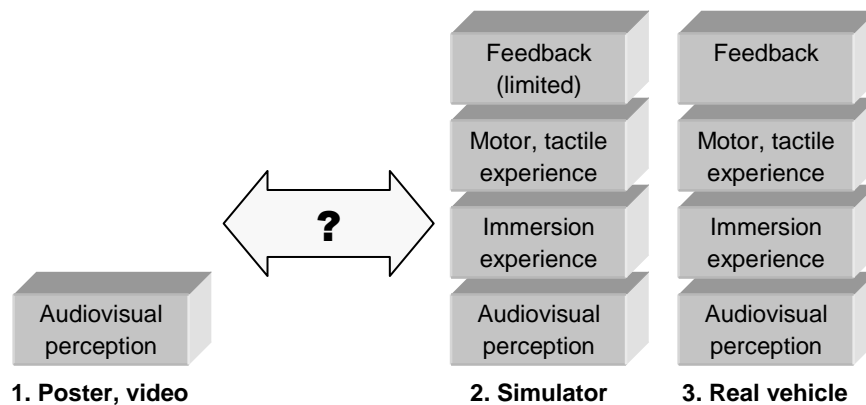 Feedback
(limited)
Feedback
Motor, tactile
experience
Motor, tactile
experience
?
Immersion
experience
Immersion
experience
Audiovisual
perception
Audiovisual
perception
Audiovisual
perception
1. Poster, video
2. Simulator
3. Real vehicle